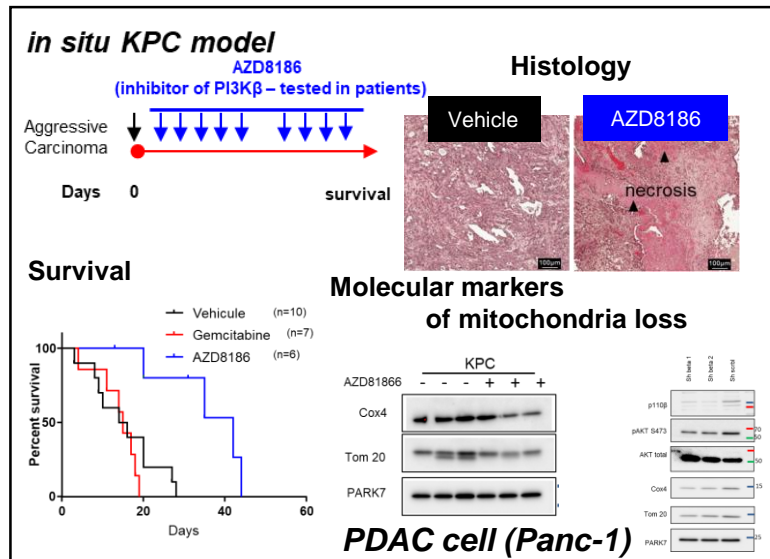 in situ KPC model
AZD8186
(inhibitor of PI3Kβ – tested in patients)
Aggressive
Carcinoma
Days 0 survival
Histology
Vehicle AZD8186
necrosis
100µm 100µm
Survival
Vehicule (n=10)
Gemcitabine (n=7)
AZD8186 (n=6)
Percent survival
100
50
0
0 20 40 60
Days
Molecular markers
of mitochondria loss
KPC
AZD81866 - - - + + +
Cox4
Tom 20
PARK7
Sh beta 1 Sh beta 2 Sh scrbl
p110β
pAKT S473 70 60
AKT total 50
Cox4 15
Tom 20
PARK7 25
PDAC cell (Panc-1)